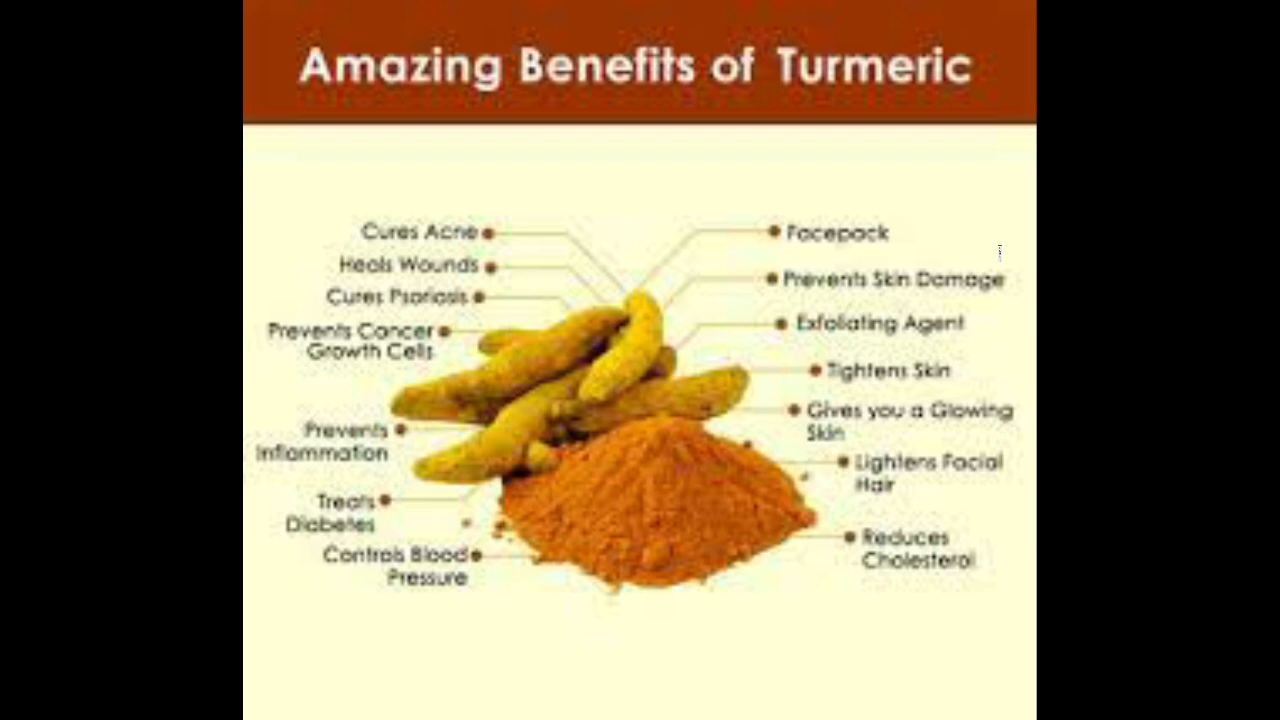 Amazing Benefits of Turmeric
Cures Acne
Heals Wounds
Cures Psoriasis
Prevents Cancer
Growth Cells
Prevents
Inflammation
Treats
Diabetes
Controls Blood
Pressure
Facepack
Prevents Skin Damage
Exfoliating Agent
Tightens Skin
Gives you a Glowing
Skin
Lightens Facial
Hair
Reduces
Cholesterol